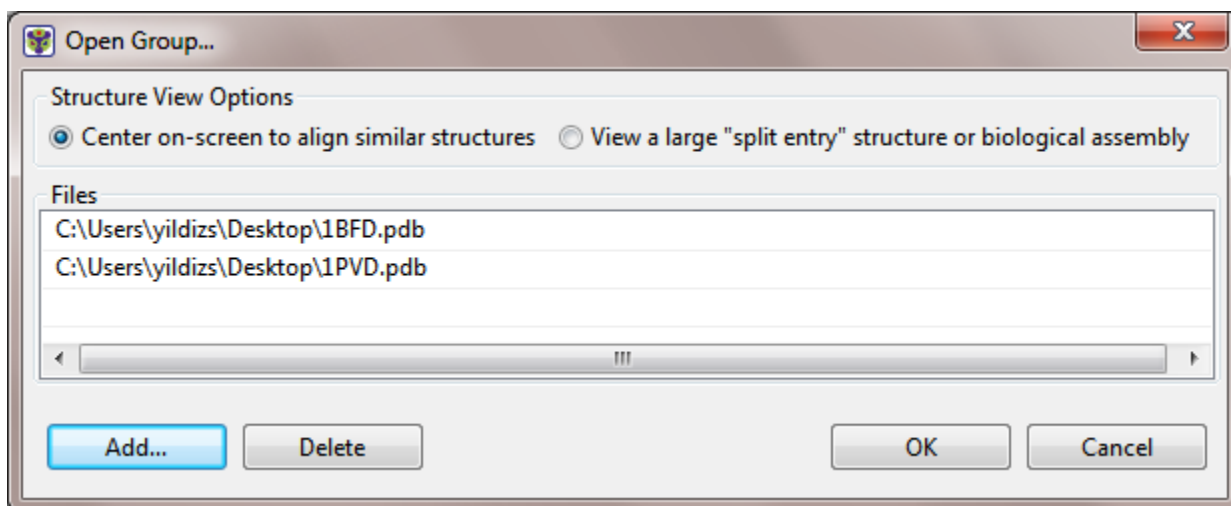 Open Group...
Structure View Options
Center on-screen to align similar structures View a large "split entry" structure or biological assembly
Files
C:\Users\yildizs\Desktop\1BFD.pdb
C:\Users\yildizs\Desktop\1PVD.pdb
Add... Delete OK Cancel